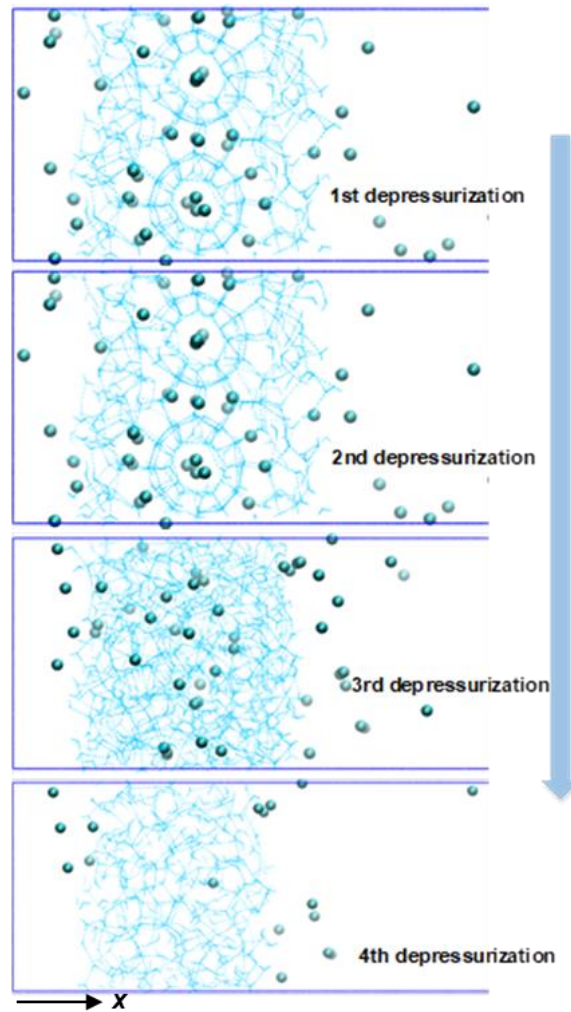 1st depressurization
2nd depressurization
3rd depressurization
4th depressurization
x